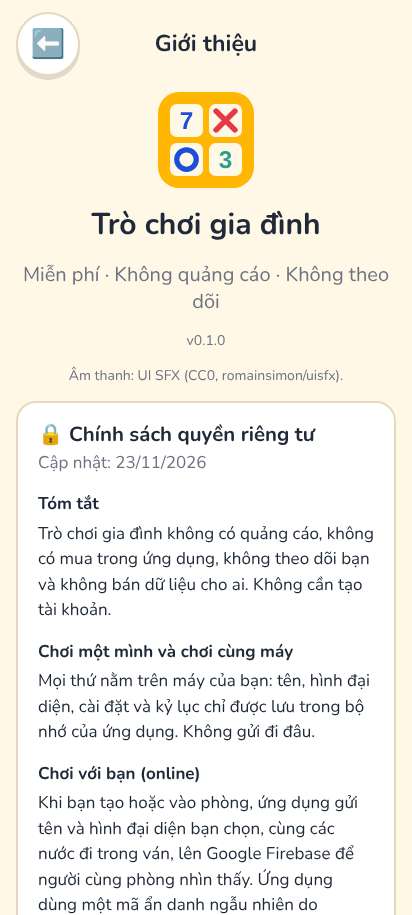 Giới thiệu
7
3
Trò chơi gia đình
Miễn phí · Không quảng cáo · Không theo
dõi
v0.1.0
Âm thanh: UI SFX (CC0, romainsimon/uisfx).
🔒 Chính sách quyền riêng tư
Cập nhật: 23/11/2026
Tóm tắt
Trò chơi gia đình không có quảng cáo, không
có mua trong ứng dụng, không theo dõi bạn
và không bán dữ liệu cho ai. Không cần tạo
tài khoản.
Chơi một mình và chơi cùng máy
Mọi thứ nằm trên máy của bạn: tên, hình đại
diện, cài đặt và kỷ lục chỉ được lưu trong bộ
nhớ của ứng dụng. Không gửi đi đâu.
Chơi với bạn (online)
Khi bạn tạo hoặc vào phòng, ứng dụng gửi
tên và hình đại diện bạn chọn, cùng các
nước đi trong ván, lên Google Firebase để
người cùng phòng nhìn thấy. Ứng dụng
dùng một mã ẩn danh ngẫu nhiên do